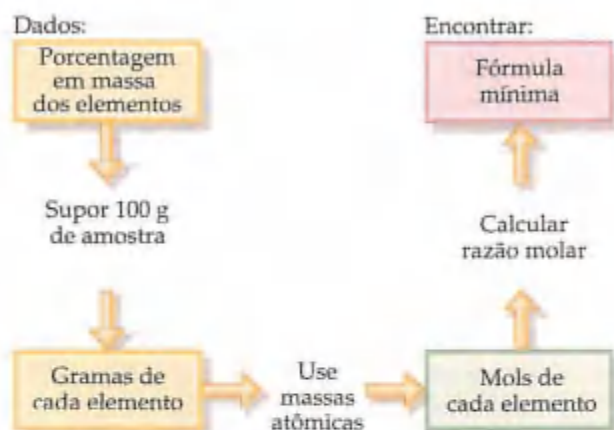 Dados:
Porcentagem
em massa
dos elementos
Supor 100 g
de amostra
Gramas de
cada elemento
Use
massas
atômicas
Mols de
cada elemento
Calcular
razão molar
Encontrar:
Fórmula
mínima